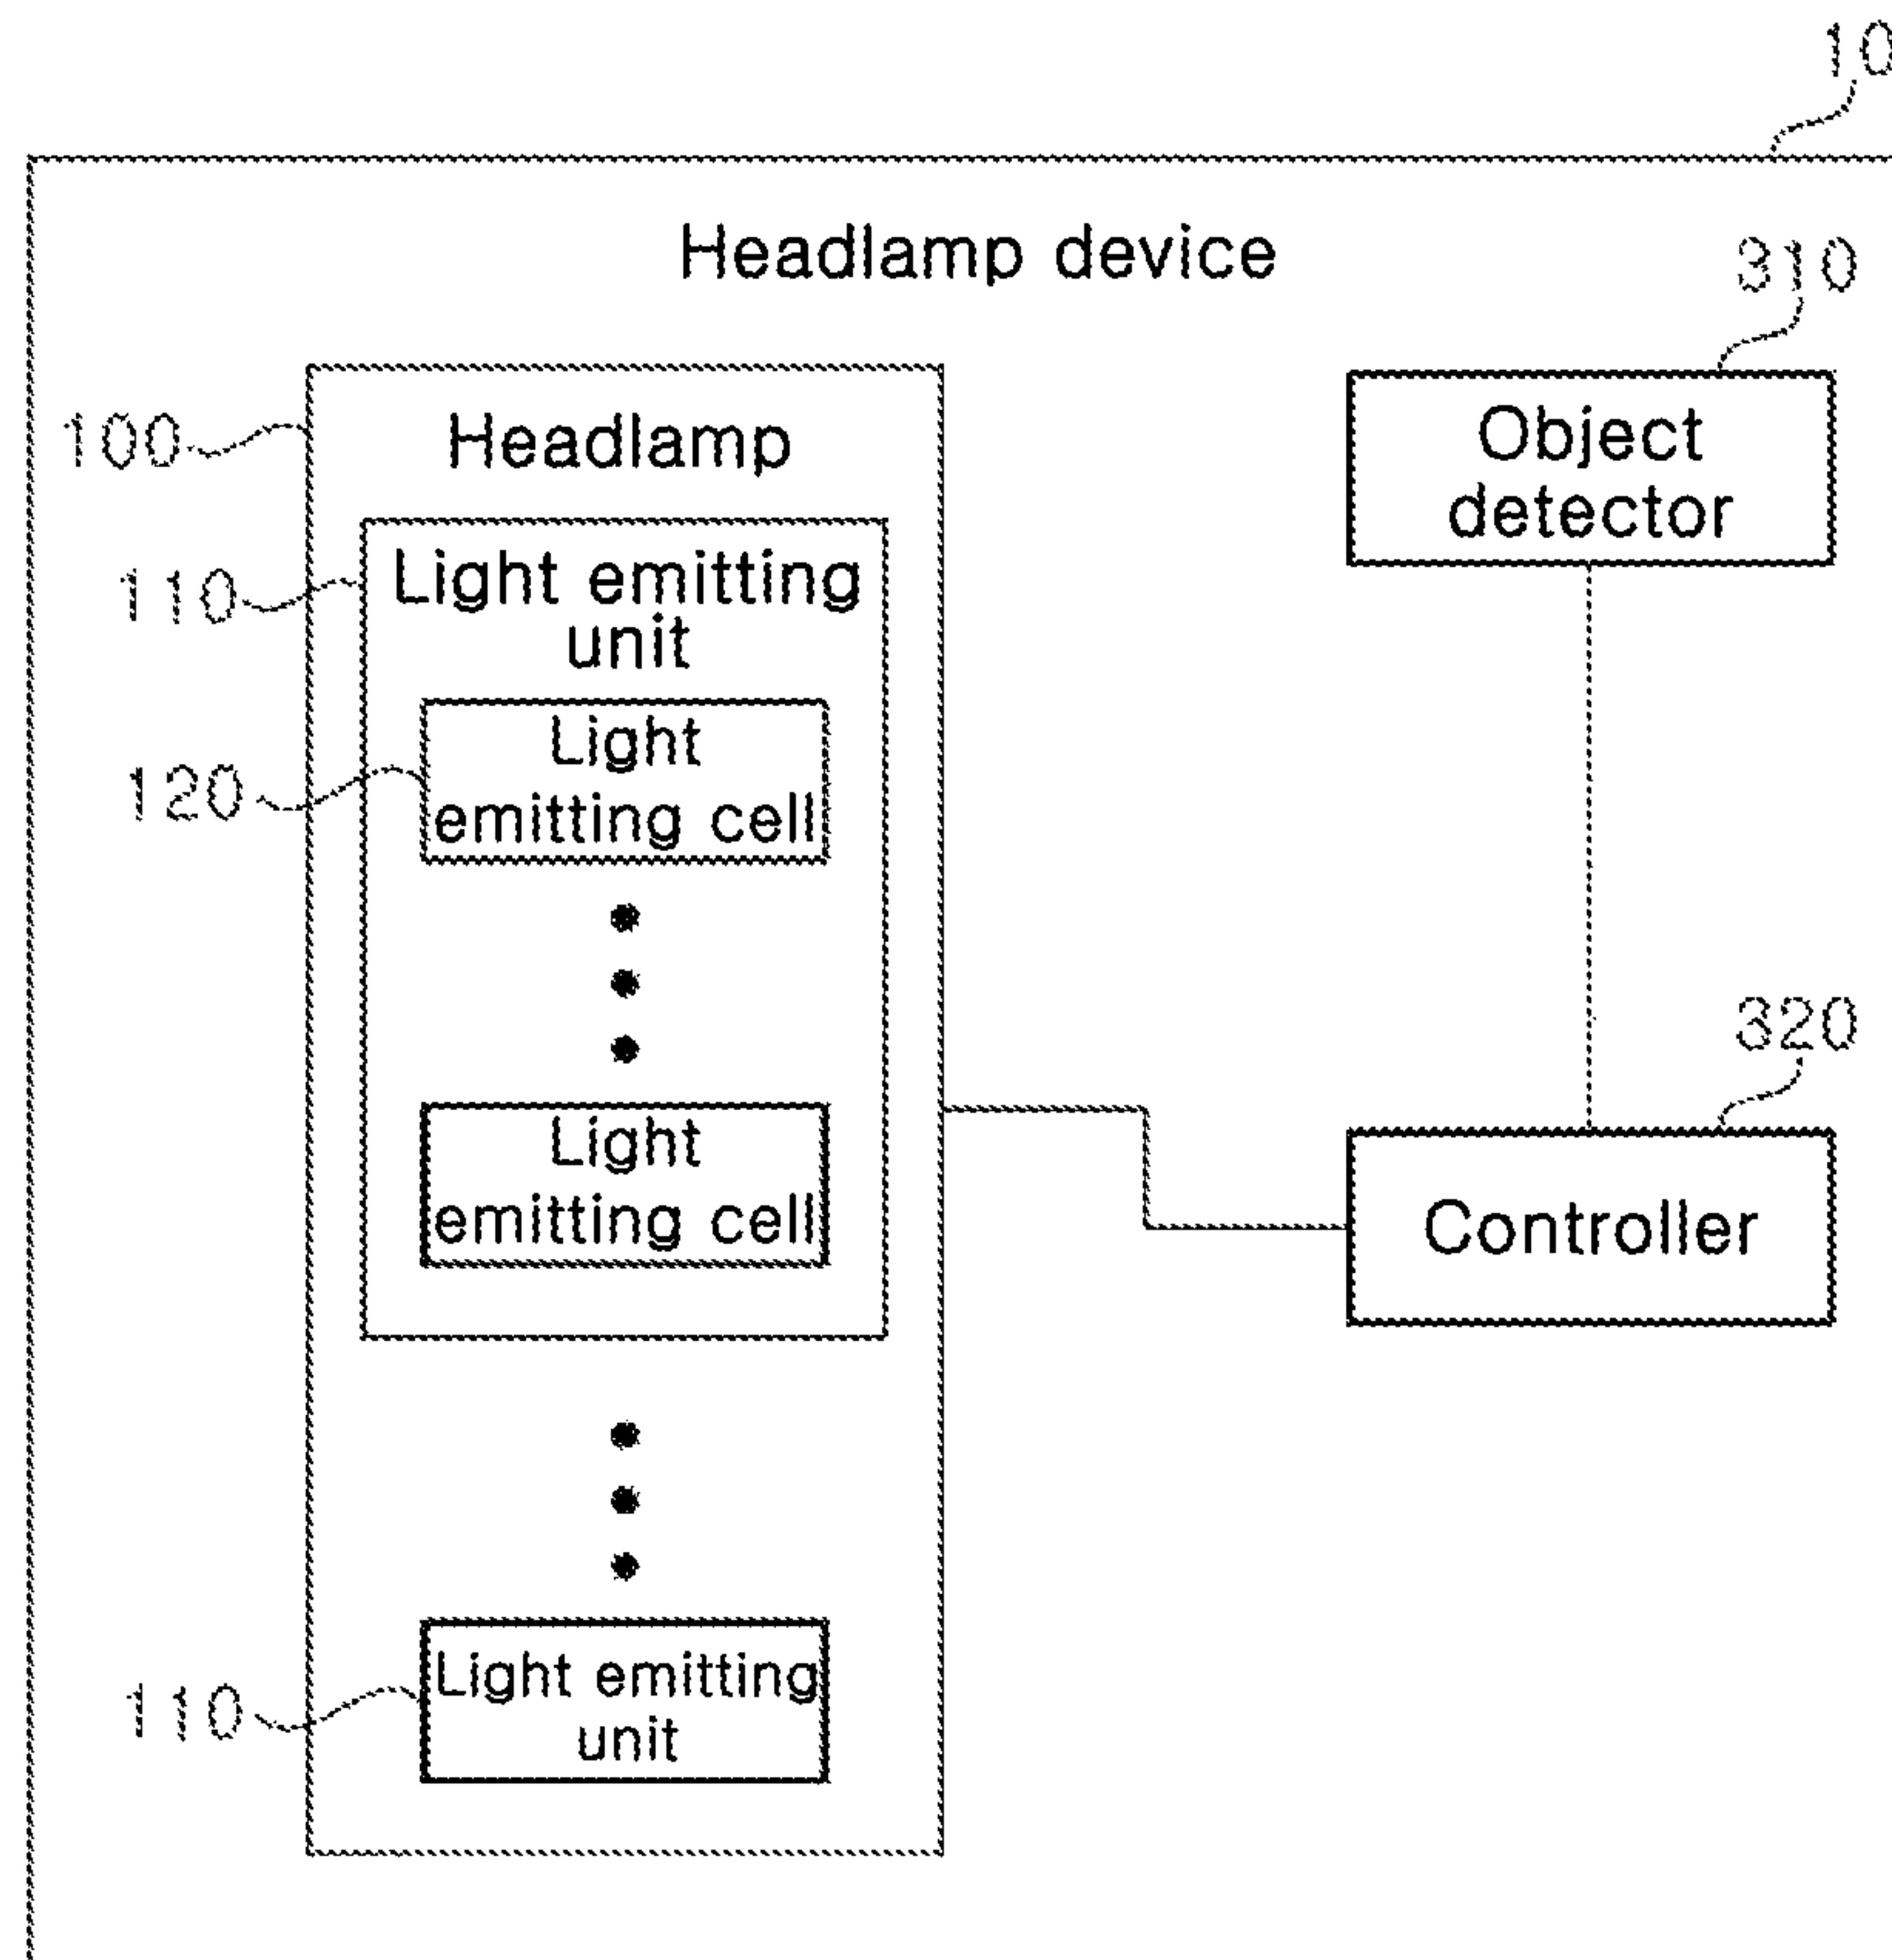 10
Headlamp device
310
100
Headlamp
Object
detector
110
Light emitting
unit
120
Light
emitting cell
320
Light
emitting cell
Controller
110
Light emitting
unit